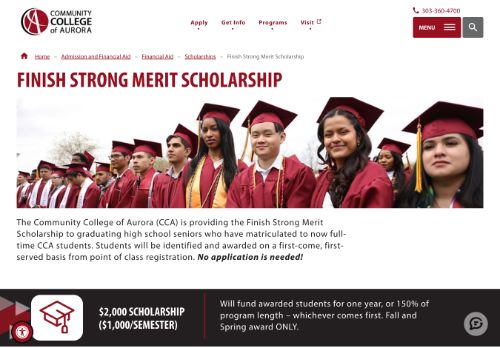 COMMUNITY
COLLEGE
of AURORA
303-360-4700
Apply
Get Info
Programs
Visit
MENU
Home » Admission and Financial Aid » Financial Aid » Scholarships » Finish Strong Merit Scholarship
FINISH STRONG MERIT SCHOLARSHIP
The Community College of Aurora (CCA) is providing the Finish Strong Merit
Scholarship to graduating high school seniors who have matriculated to now full-
time CCA students. Students will be identified and awarded on a first-come, first-
served basis from point of class registration. No application is needed!
$2,000 SCHOLARSHIP
($1,000/SEMESTER)
Will fund awarded students for one year, or 150% of
program length – whichever comes first. Fall and
Spring award ONLY.